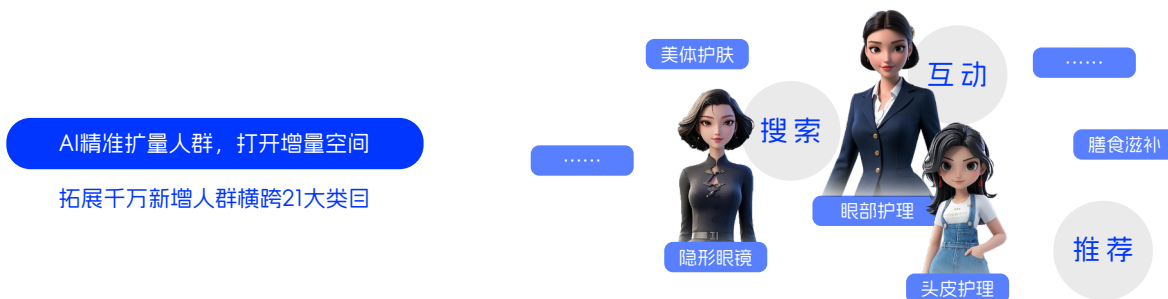 AI精准扩量人群，打开增量空间
拓展千万新增人群横跨21大类目
美体护肤
互动
……
搜索
膳食滋补
……
眼部护理
推荐
隐形眼镜
头皮护理